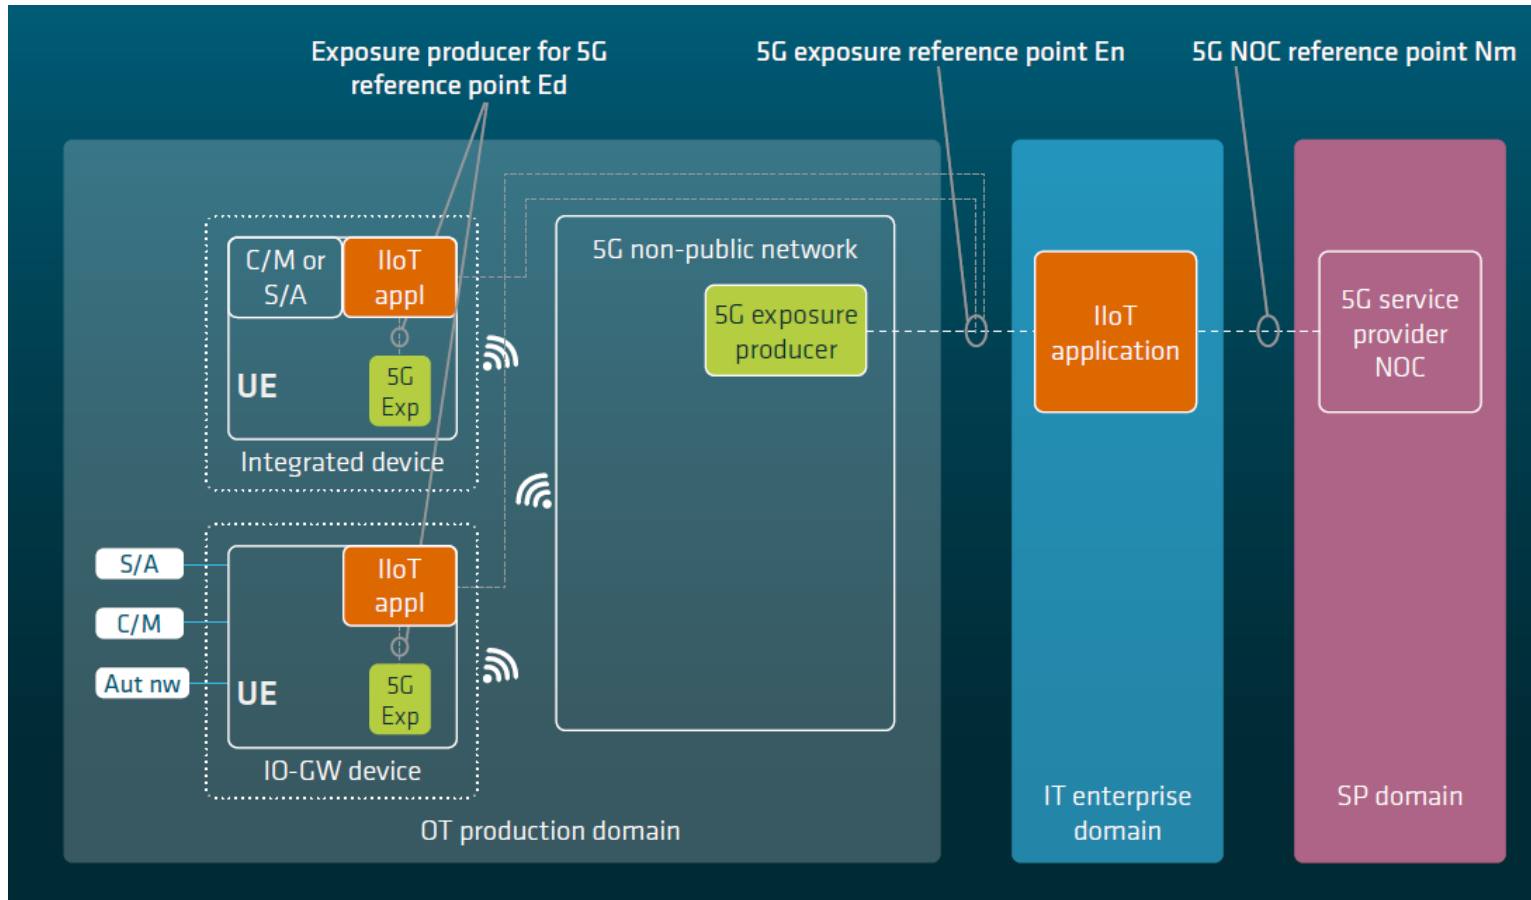 Exposure producer for 5G
reference point Ed
5G exposure reference point En
5G NOC reference point Nm
C/M or
S/A
IIoT
appl
UE
5G
Exp
Integrated device
5G non-public network
5G exposure
producer
IIoT
application
5G service
provider
NOC
S/A
C/M
Aut nw
IIoT
appl
UE
5G
Exp
IO-GW device
OT production domain
IT enterprise
domain
SP domain